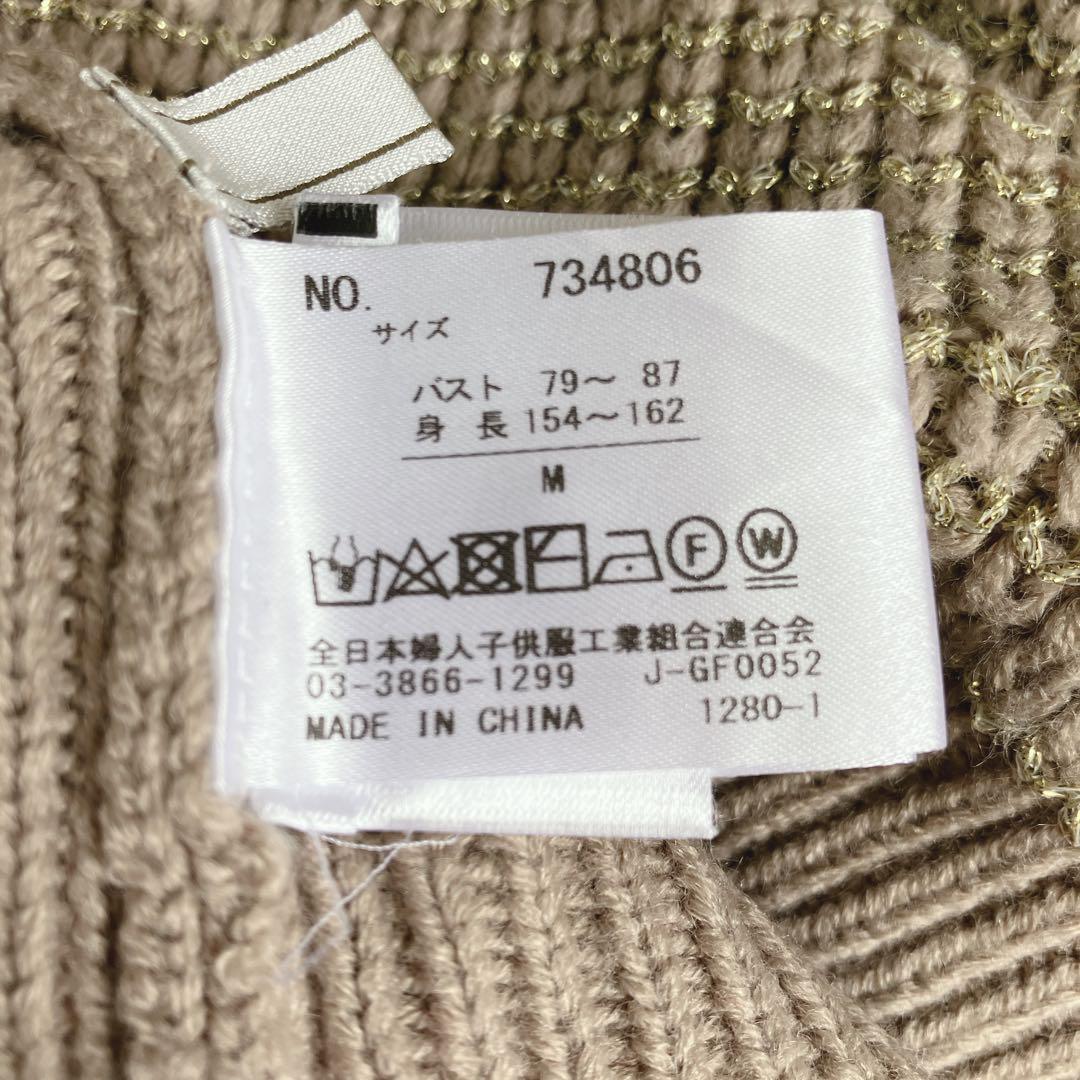 NO. 734806
サイズ
バスト 79〜 87
身 長 154〜162
M
F W
全日本婦人子供服工業組合連合会
03-3866-1299 J-GF0052
MADE IN CHINA 1280-1